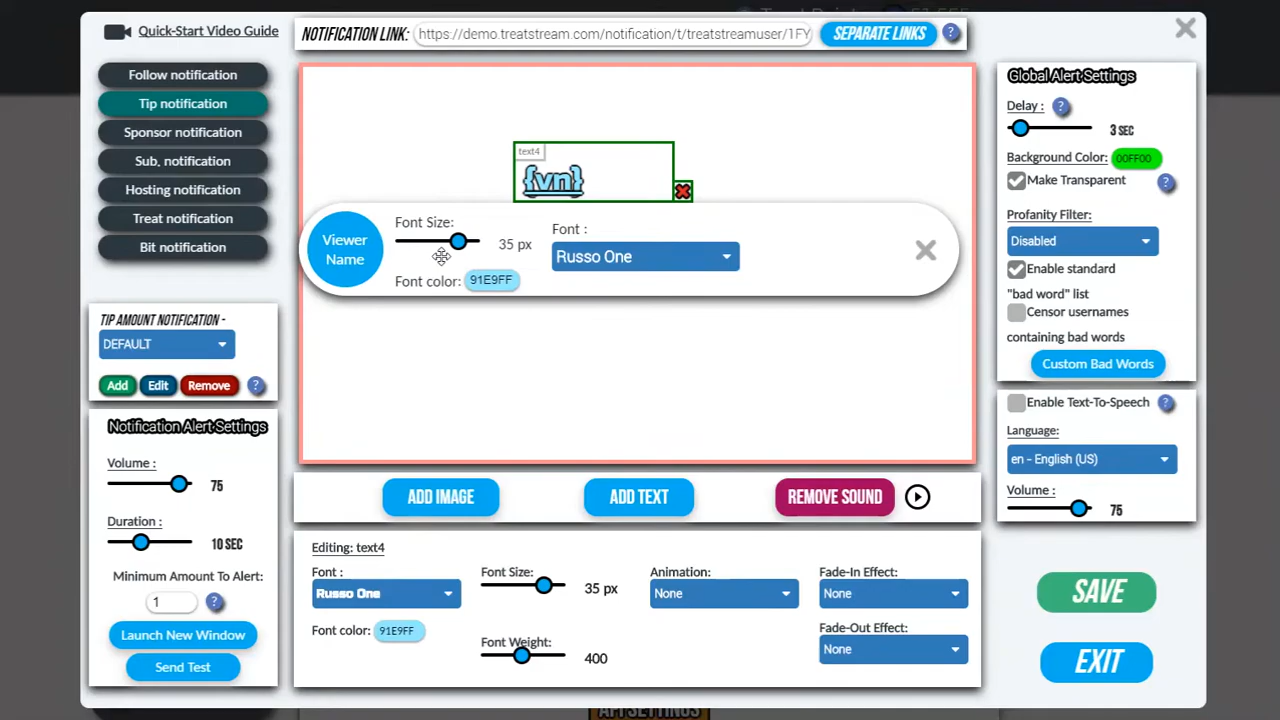 Quick-Start Video Guide
NOTIFICATION LINK: https://demo.treatstream.com/notification/t/treatstreamuser/1FY SEPARATE LINKS ?
Follow notification
Tip notification
Sponsor notification
Sub. notification
Hosting notification
Treat notification
Bit notification
TIP AMOUNT NOTIFICATION -
DEFAULT
Add Edit Remove ?
Notification Alert Settings
Volume :
75
Duration :
10 SEC
Minimum Amount To Alert:
1 ?
Launch New Window
Send Test
text4
{vn}
Viewer
Name
Font Size:
35 px
Font color: 91E9FF
Font :
Russo One
ADD IMAGE ADD TEXT REMOVE SOUND
Editing: text4
Font :
Russo One
Font color: 91E9FF
Font Size:
35 px
Font Weight:
400
Animation:
None
Fade-In Effect:
None
Fade-Out Effect:
None
Global Alert Settings
Delay : ?
3 SEC
Background Color: 00FF00
Make Transparent ?
Profanity Filter:
Disabled
Enable standard
"bad word" list
Censor usernames
containing bad words
Custom Bad Words
Enable Text-To-Speech ?
Language:
en - English (US)
Volume :
75
SAVE
EXIT
API SETTINGS